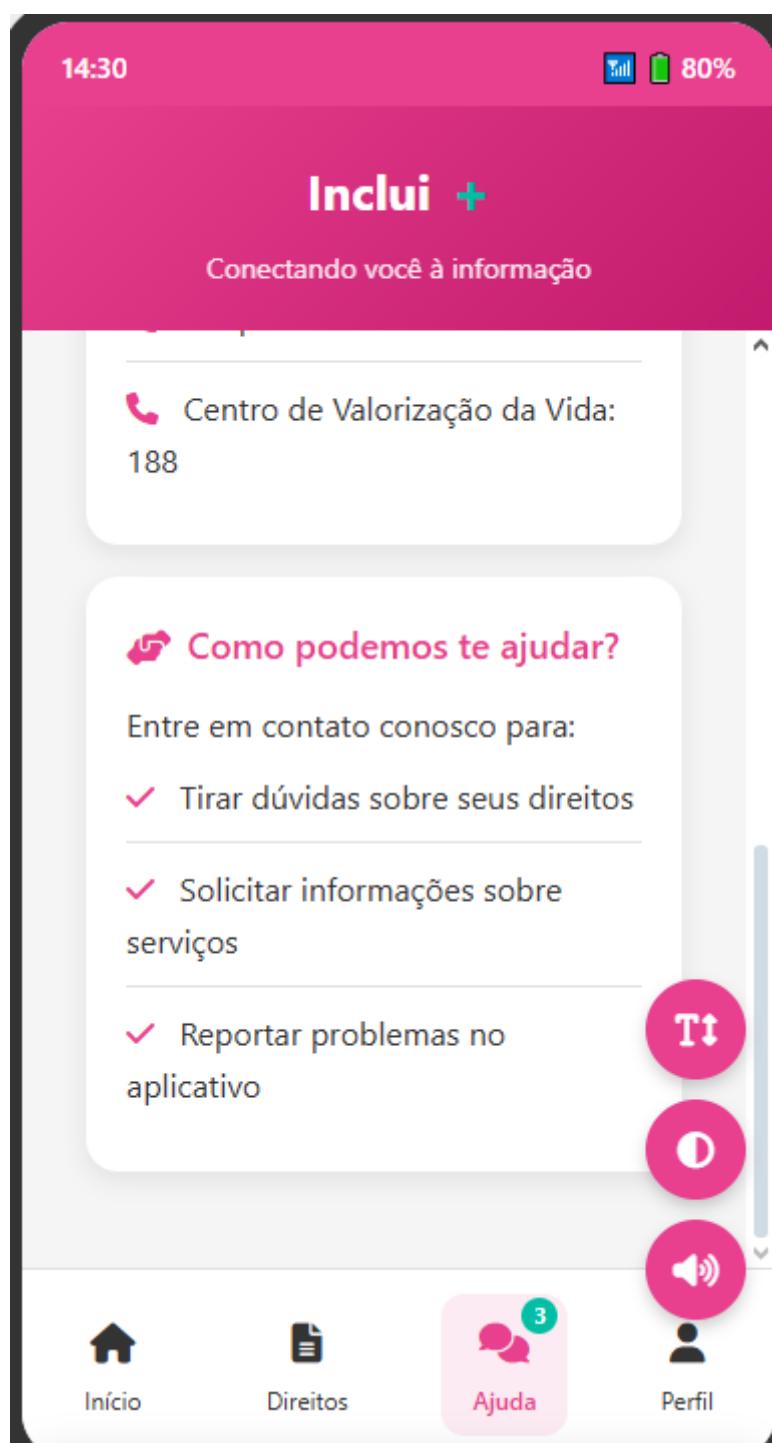 14:30
80%
Inclui +
Conectando você à informação
Centro de Valorização da Vida:
188
Como podemos te ajudar?
Entre em contato conosco para:
Tirar dúvidas sobre seus direitos
Solicitar informações sobre
serviços
Reportar problemas no
aplicativo
T
3
Início
Direitos
Ajuda
Perfil